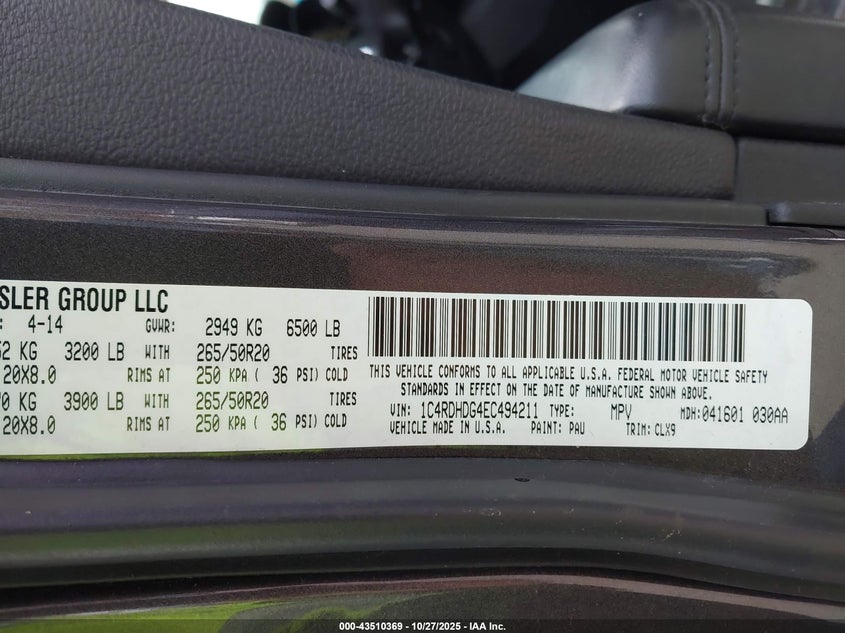 SLER GROUP LLC
: 4-14 GVWR: 2949 KG 6500 LB
52 KG 3200 LB WITH 265/50R20 TIRES
20X8.0 RIMS AT 250 KPA ( 36 PSI) COLD
0 KG 3900 LB WITH 265/50R20 TIRES
20X8.0 RIMS AT 250 KPA ( 36 PSI) COLD
THIS VEHICLE CONFORMS TO ALL APPLICABLE U.S.A. FEDERAL MOTOR VEHICLE SAFETY
STANDARDS IN EFFECT ON THE DATE OF MANUFACTURE SHOWN ABOVE.
VIN: 1C4RDHDG4EC494211 TYPE: MPV MDH:041601 030AA
VEHICLE MADE IN U.S.A. PAINT: PAU TRIM: CLX9
000-43510369 | 10/27/2025 - IAA Inc.